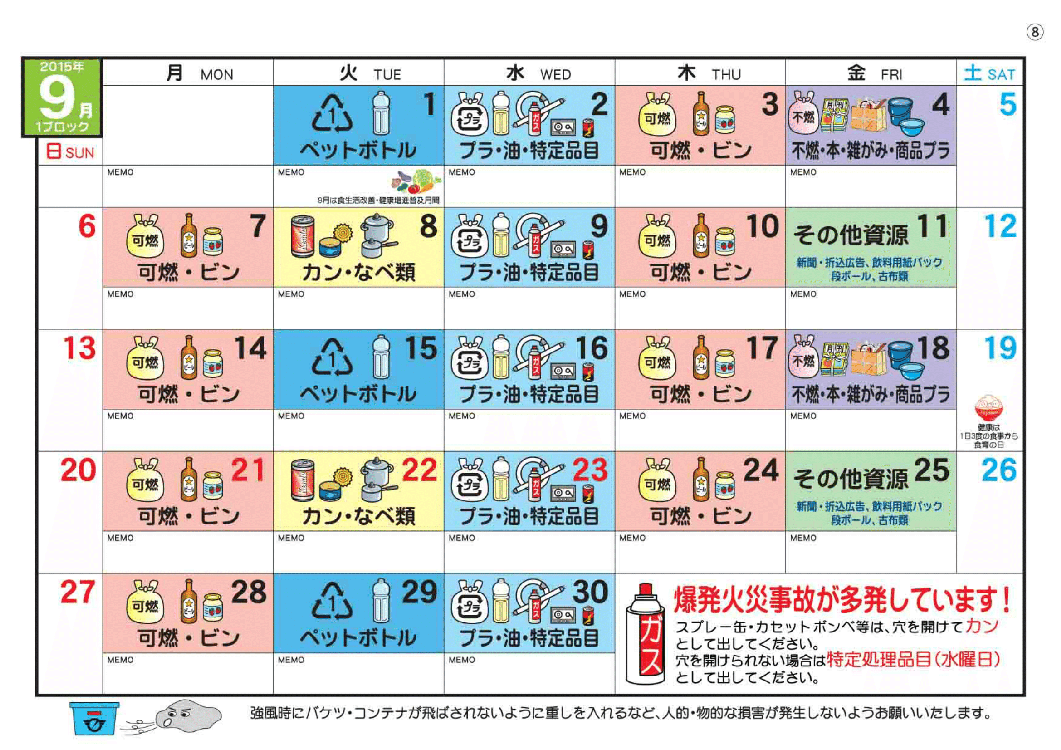 ⑧
2015年
9月
1ブロック
日 SUN
月 MON
火 TUE
水 WED
木 THU
金 FRI
土 SAT
1
ペットボトル
2
プラ
ガス
プラ・油・特定品目
3
可燃
可燃・ビン
4
不燃
不燃・本・雑がみ・商品プラ
5
MEMO
MEMO
9月は食生活改善・健康増進普及月間
MEMO
MEMO
MEMO
6
7
可燃
可燃・ビン
8
カン・なべ類
9
プラ
ガス
プラ・油・特定品目
10
可燃
可燃・ビン
その他資源 11
新聞・折込広告、飲料用紙パック
段ボール、古布類
12
MEMO
MEMO
MEMO
MEMO
MEMO
13
14
可燃
可燃・ビン
15
ペットボトル
16
プラ
ガス
プラ・油・特定品目
17
可燃
可燃・ビン
18
不燃
不燃・本・雑がみ・商品プラ
19
MEMO
MEMO
MEMO
MEMO
MEMO
健康は
1日3度の食事から
食育の日
20
21
可燃
可燃・ビン
22
カン・なべ類
23
プラ
ガス
プラ・油・特定品目
24
可燃
可燃・ビン
その他資源 25
新聞・折込広告、飲料用紙パック
段ボール、古布類
26
MEMO
MEMO
MEMO
MEMO
MEMO
27
28
可燃
可燃・ビン
29
ペットボトル
30
プラ
ガス
プラ・油・特定品目
MEMO
MEMO
MEMO
ガス
爆発火災事故が多発しています！
スプレー缶・カセットボンベ等は、穴を開けてカン
として出してください。
穴を開けられない場合は特定処理品目(水曜日)
として出してください。
強風時にバケツ・コンテナが飛ばされないように重しを入れるなど、人的・物的な損害が発生しないようお願いいたします。